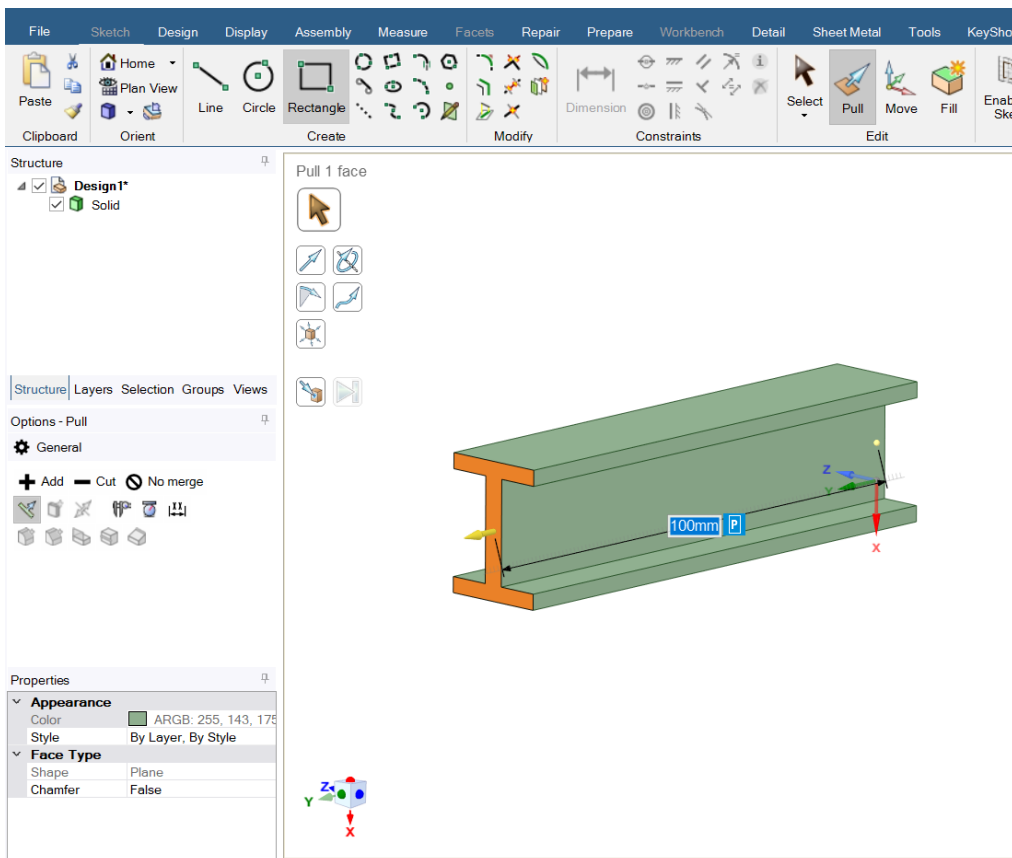 File Sketch Design Display Assembly Measure Facets Repair Prepare Workbench Detail Sheet Metal Tools KeySho
Home
Plan View
Paste Line Circle Rectangle Dimension Select Pull Move Fill Enab
Ske
Clipboard Orient Create Modify Constraints Edit
Structure
Design1*
Solid
Structure Layers Selection Groups Views
Options - Pull
General
Add Cut No merge
Properties
Appearance
Color ARGB: 255, 143, 175
Style By Layer, By Style
Face Type
Shape Plane
Chamfer False
Pull 1 face
Z
Y
100mm P
X
Z
Y
X